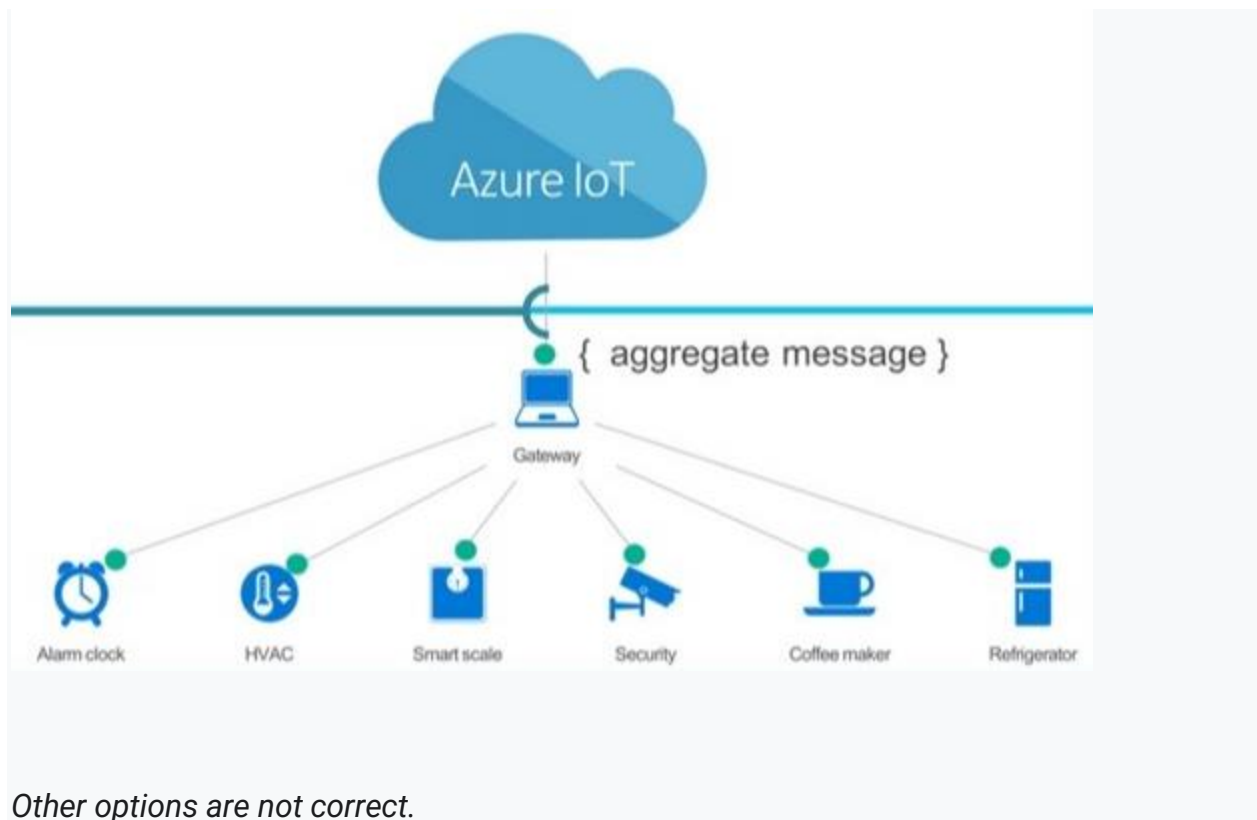 Azure IoT
{ aggregate message }
Gateway
Alarm clock HVAC Smart scale Security Coffee maker Refrigerator
Other options are not correct.